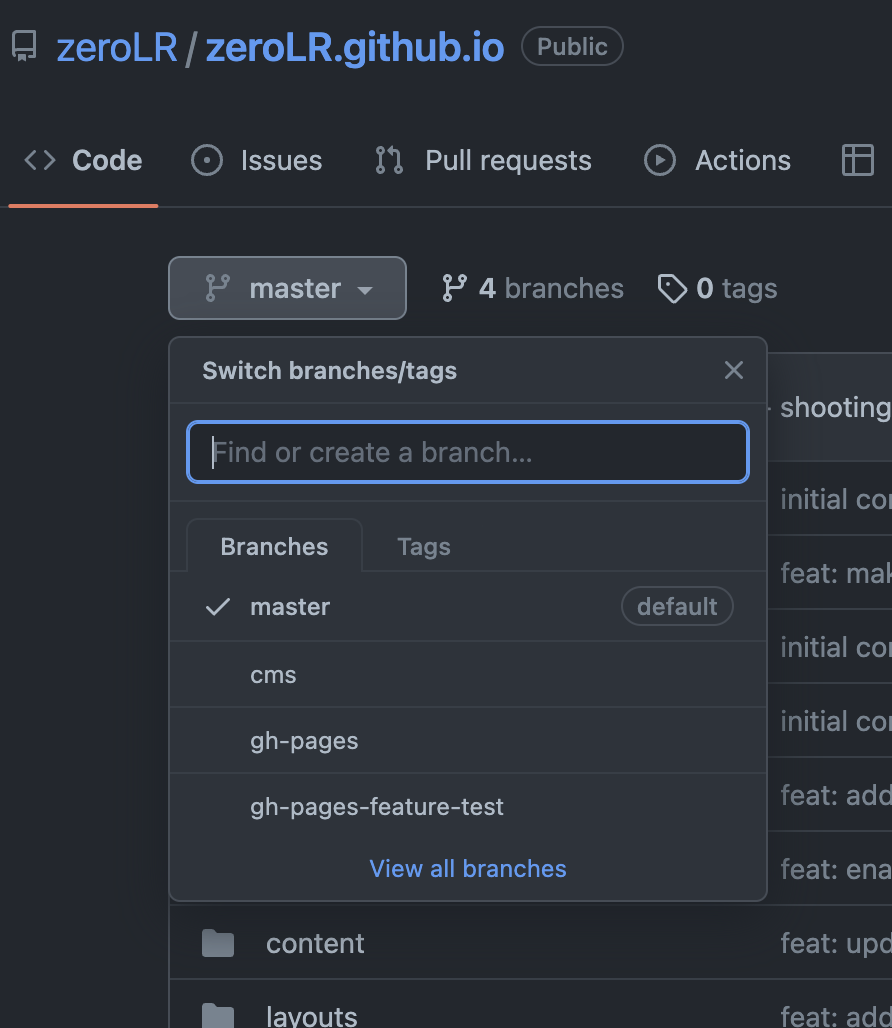 zeroLR / zeroLR.github.io Public
Code Issues Pull requests Actions
master 4 branches 0 tags
Switch branches/tags
shooting
Find or create a branch...
initial co
Branches Tags
feat: mak
master default
initial co
cms
initial co
gh-pages
feat: add
gh-pages-feature-test
feat: ena
View all branches
content feat: upd
layouts feat: add